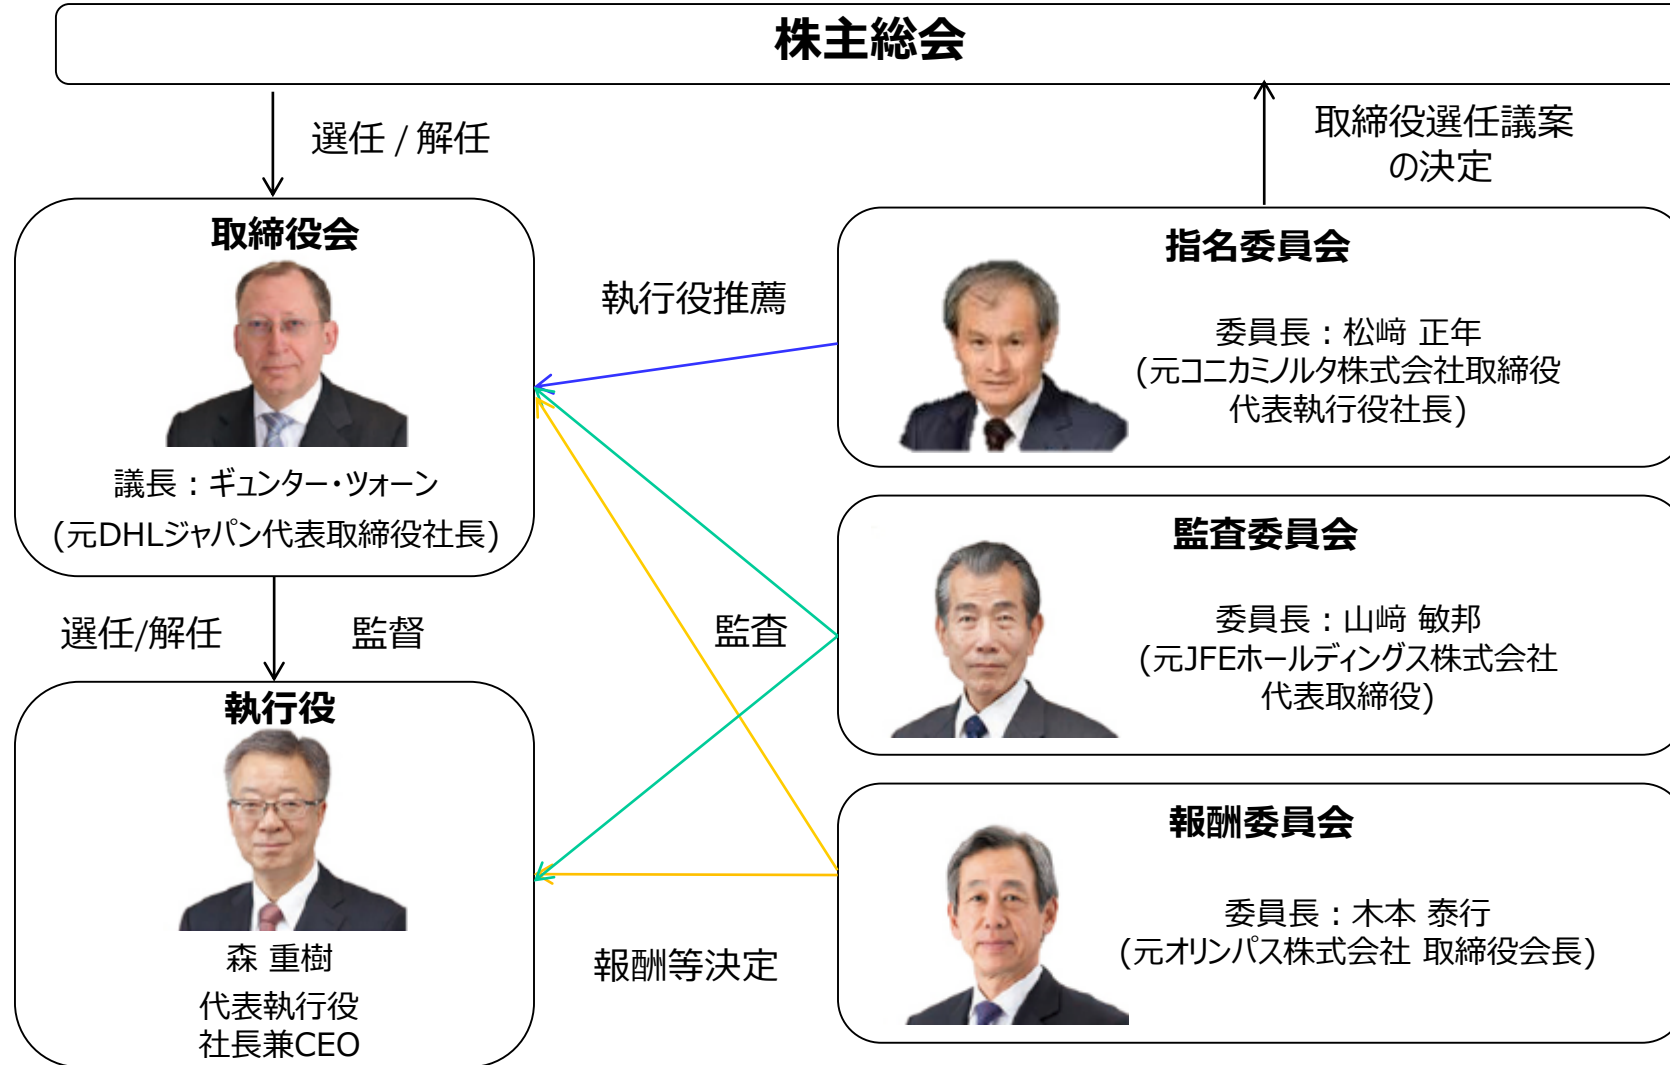 株主総会
選任 / 解任
取締役選任議案
の決定
取締役会
議長：ギュンター・ツォーン
(元DHLジャパン代表取締役社長)
執行役推薦
指名委員会
委員長：松﨑 正年
(元コニカミノルタ株式会社取締役
代表執行役社長)
監査委員会
委員長：山﨑 敏邦
(元JFEホールディングス株式会社
代表取締役)
選任/解任
監督
監査
執行役
森 重樹
代表執行役
社長兼CEO
報酬等決定
報酬委員会
委員長：木本 泰行
(元オリンパス株式会社 取締役会長)